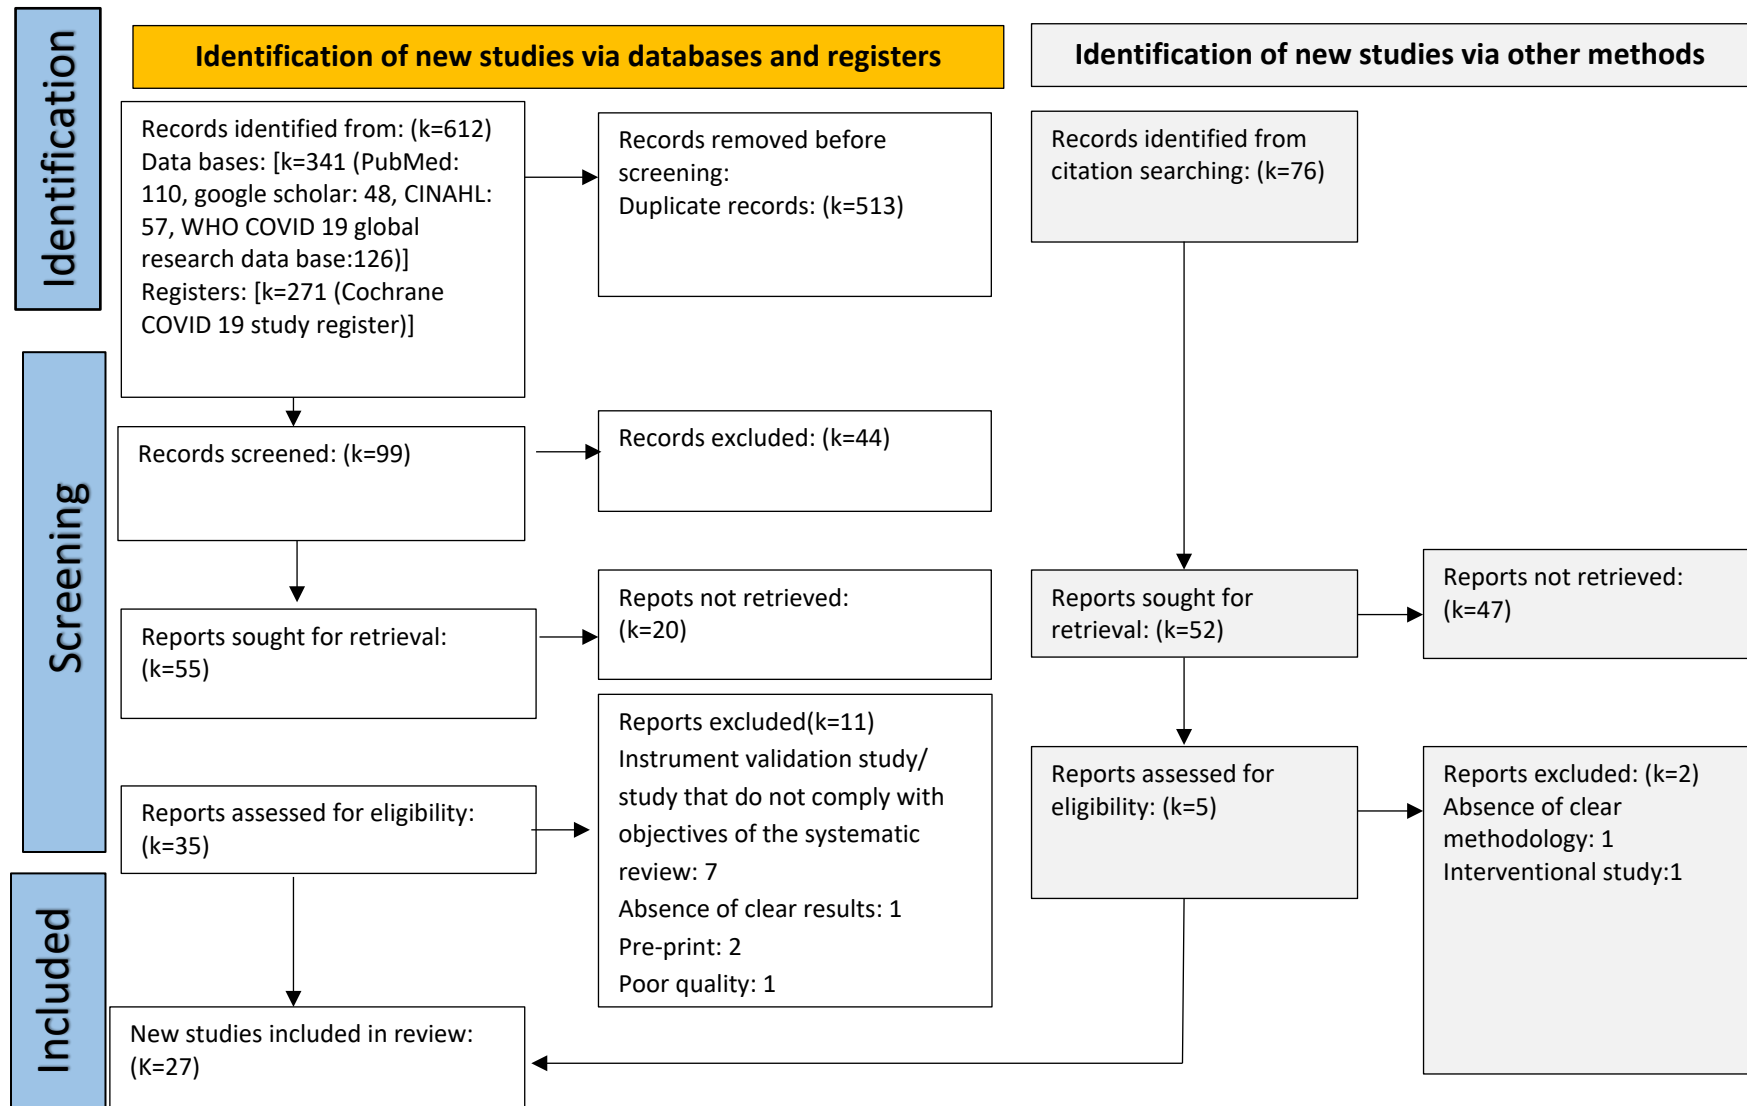 Identification
Identification of new studies via databases and registers
Identification of new studies via other methods
Records identified from: (k=612)
Data bases: [k=341 (PubMed:
110, google scholar: 48, CINAHL:
57, WHO COVID 19 global
research data base:126)]
Registers: [k=271 (Cochrane
COVID 19 study register)]
Records removed before
screening:
Duplicate records: (k=513)
Records identified from
citation searching: (k=76)
Screening
Records screened: (k=99)
Records excluded: (k=44)
Reports sought for retrieval:
(k=55)
Repots not retrieved:
(k=20)
Reports sought for
retrieval: (k=52)
Reports not retrieved:
(k=47)
Reports assessed for eligibility:
(k=35)
Reports excluded(k=11)
Instrument validation study/
study that do not comply with
objectives of the systematic
review: 7
Absence of clear results: 1
Pre-print: 2
Poor quality: 1
Reports assessed for
eligibility: (k=5)
Reports excluded: (k=2)
Absence of clear
methodology: 1
Interventional study:1
Included
New studies included in review:
(K=27)